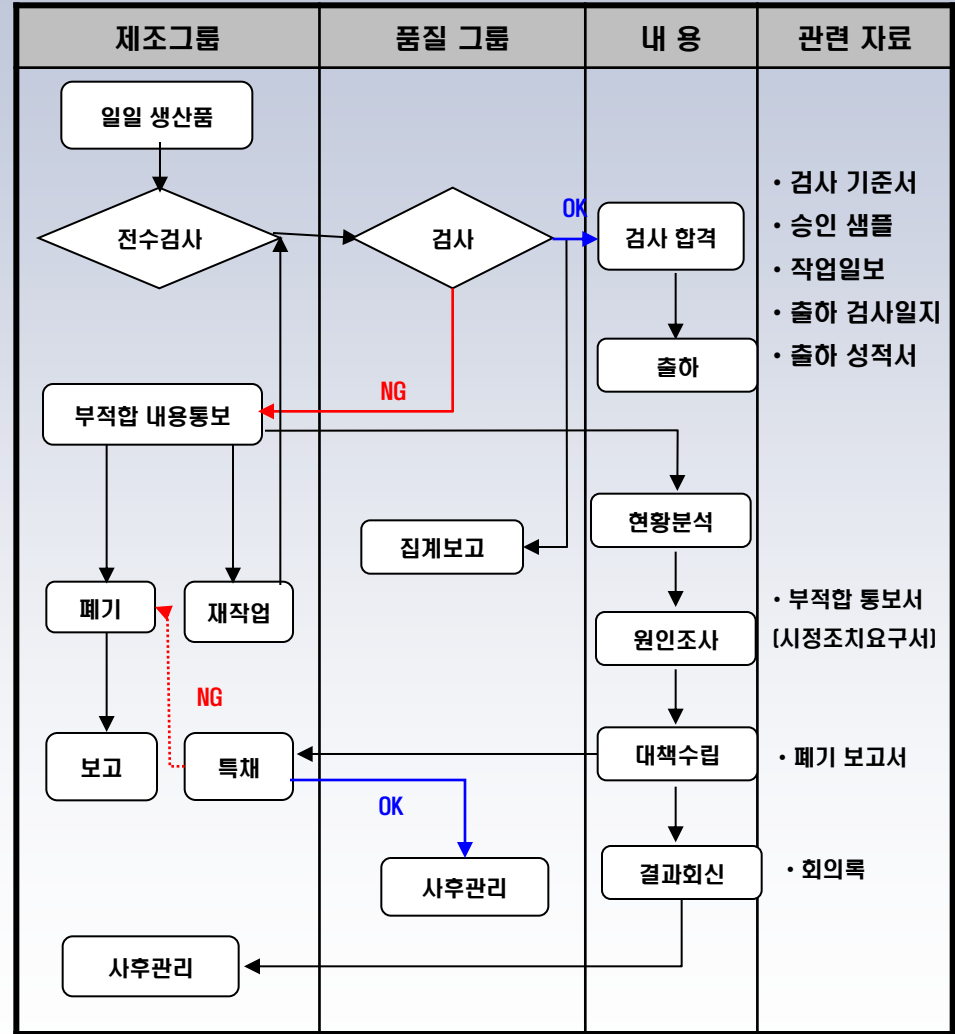 제조그룹
품질 그룹
내 용
관련 자료
일일 생산품
전수검사
검사
OK
검사 합격
출하
· 검사 기준서
· 승인 샘플
· 작업일보
· 출하 검사일지
· 출하 성적서
NG
부적합 내용통보
현황분석
집계보고
폐기
재작업
원인조사
· 부적합 통보서
(시정조치요구서)
NG
보고
특채
대책수립
· 폐기 보고서
OK
사후관리
결과회신
· 회의록
사후관리